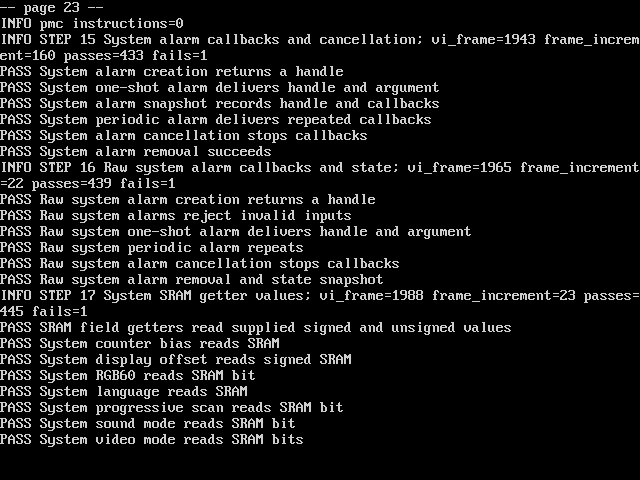 -- page 23 --
INFO pmc instructions=0
INFO STEP 15 System alarm callbacks and cancellation; vi_frame=1943 frame_increm
ent=160 passes=433 fails=1
PASS System alarm creation returns a handle
PASS System one-shot alarm delivers handle and argument
PASS System alarm snapshot records handle and callbacks
PASS System periodic alarm delivers repeated callbacks
PASS System alarm cancellation stops callbacks
PASS System alarm removal succeeds
INFO STEP 16 Raw system alarm callbacks and state; vi_frame=1965 frame_increment
=22 passes=439 fails=1
PASS Raw system alarm creation returns a handle
PASS Raw system alarms reject invalid inputs
PASS Raw system one-shot alarm delivers handle and argument
PASS Raw system periodic alarm repeats
PASS Raw system alarm cancellation stops callbacks
PASS Raw system alarm removal and state snapshot
INFO STEP 17 System SRAM getter values; vi_frame=1988 frame_increment=23 passes=
445 fails=1
PASS SRAM field getters read supplied signed and unsigned values
PASS System counter bias reads SRAM
PASS System display offset reads signed SRAM
PASS System RGB60 reads SRAM bit
PASS System language reads SRAM
PASS System progressive scan reads SRAM bit
PASS System sound mode reads SRAM bit
PASS System video mode reads SRAM bits